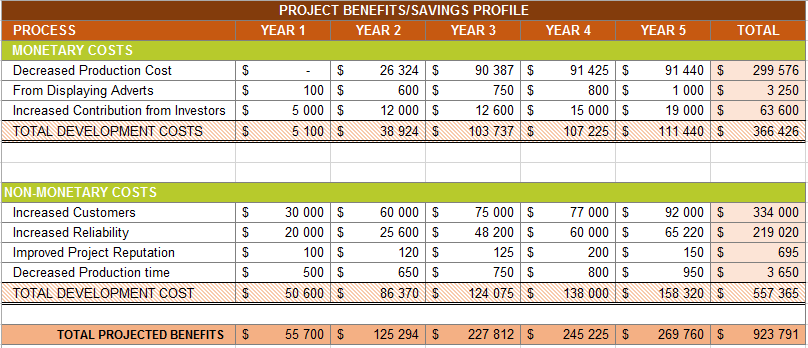 PROJECT BENEFITS/SAVINGS PROFILE
PROCESS YEAR 1 YEAR 2 YEAR 3 YEAR 4 YEAR 5 TOTAL
MONETARY COSTS
Decreased Production Cost $ - $ 26 324 $ 90 387 $ 91 425 $ 91 440 $ 299 576
From Displaying Adverts $ 100 $ 600 $ 750 $ 800 $ 1 000 $ 3 250
Increased Contribution from Investors $ 5 000 $ 12 000 $ 12 600 $ 15 000 $ 19 000 $ 63 600
TOTAL DEVELOPMENT COSTS $ 5 100 $ 38 924 $ 103 737 $ 107 225 $ 111 440 $ 366 426
NON-MONETARY COSTS
Increased Customers $ 30 000 $ 60 000 $ 75 000 $ 77 000 $ 92 000 $ 334 000
Increased Reliability $ 20 000 $ 25 600 $ 48 200 $ 60 000 $ 65 220 $ 219 020
Improved Project Reputation $ 100 $ 120 $ 125 $ 200 $ 150 $ 695
Decreased Production time $ 500 $ 650 $ 750 $ 800 $ 950 $ 3 650
TOTAL DEVELOPMENT COST $ 50 600 $ 86 370 $ 124 075 $ 138 000 $ 158 320 $ 557 365
TOTAL PROJECTED BENEFITS $ 55 700 $ 125 294 $ 227 812 $ 245 225 $ 269 760 $ 923 791